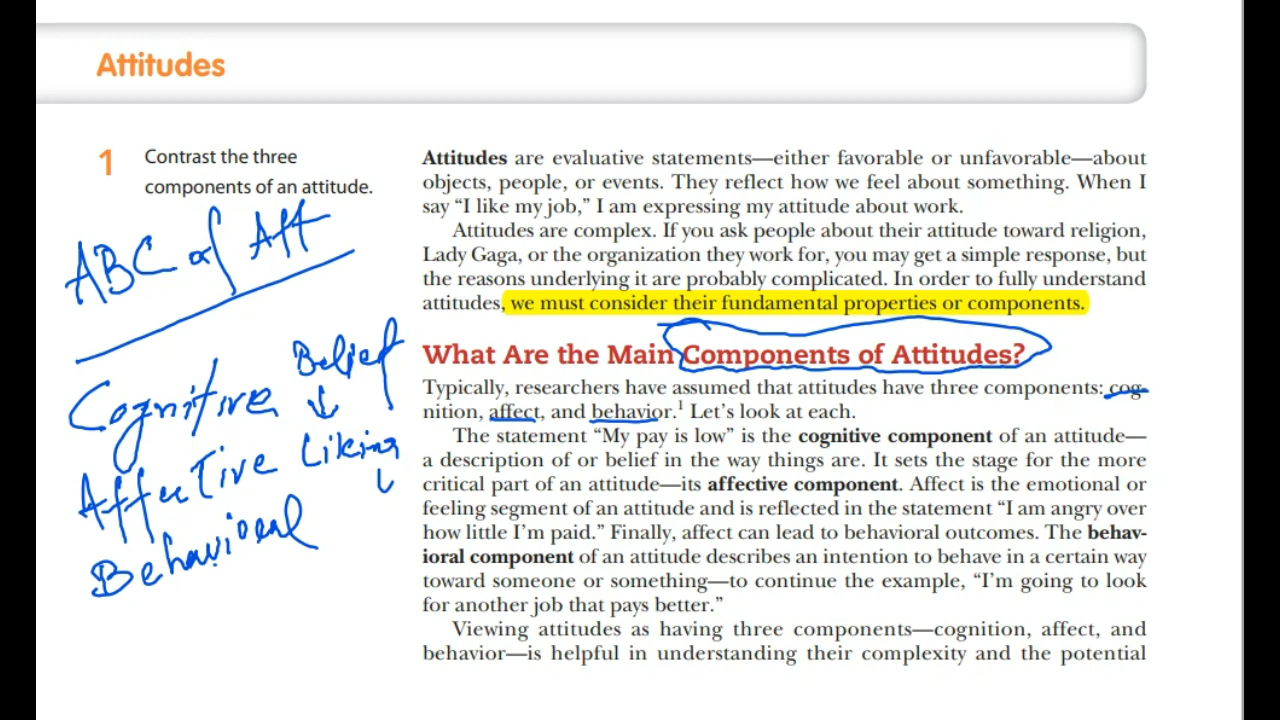 Attitudes
1 Contrast the three
components of an attitude.
ABC of Att
Belief
Cognitive ↓
Affective Liking
↓
Behavioral
Attitudes are evaluative statements—either favorable or unfavorable—about
objects, people, or events. They reflect how we feel about something. When I
say “I like my job,” I am expressing my attitude about work.
Attitudes are complex. If you ask people about their attitude toward religion,
Lady Gaga, or the organization they work for, you may get a simple response, but
the reasons underlying it are probably complicated. In order to fully understand
attitudes, we must consider their fundamental properties or components.
What Are the Main Components of Attitudes?
Typically, researchers have assumed that attitudes have three components: cog-
nition, affect, and behavior.¹ Let’s look at each.
The statement “My pay is low” is the cognitive component of an attitude—
a description of or belief in the way things are. It sets the stage for the more
critical part of an attitude—its affective component. Affect is the emotional or
feeling segment of an attitude and is reflected in the statement “I am angry over
how little I’m paid.” Finally, affect can lead to behavioral outcomes. The behav-
ioral component of an attitude describes an intention to behave in a certain way
toward someone or something—to continue the example, “I’m going to look
for another job that pays better.”
Viewing attitudes as having three components—cognition, affect, and
behavior—is helpful in understanding their complexity and the potential